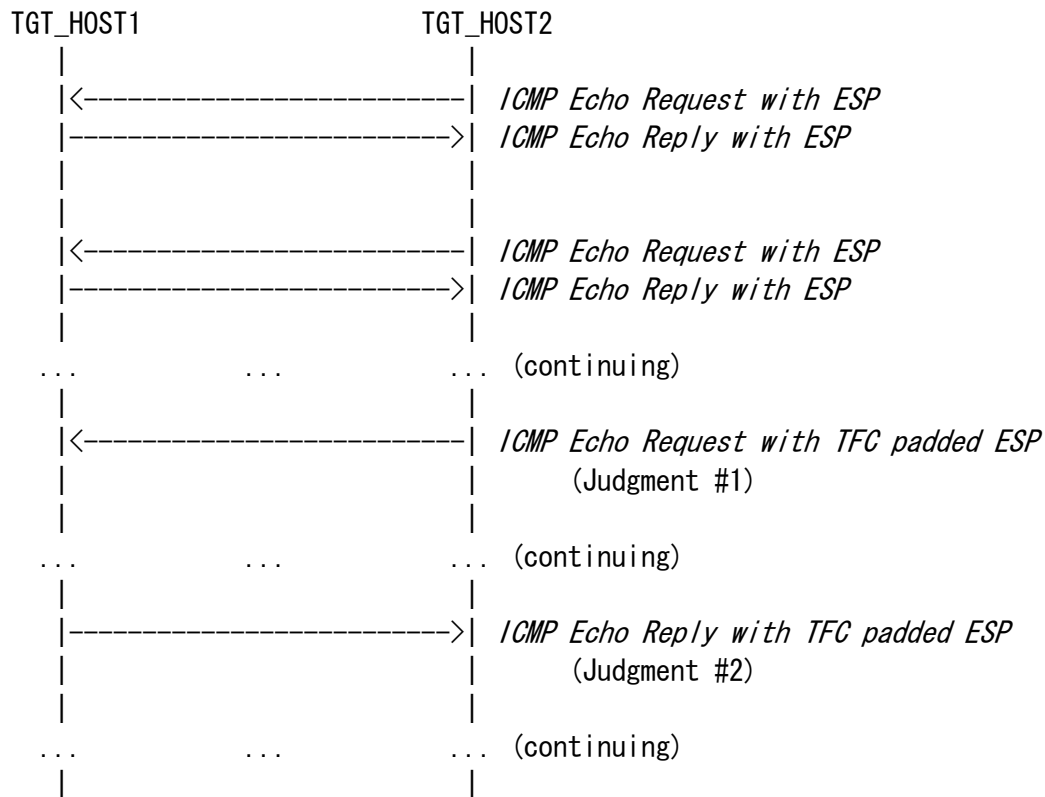 TGT_HOST1 TGT_HOST2
| |
|<--------------------------| ICMP Echo Request with ESP
|-------------------------->| ICMP Echo Reply with ESP
| |
| |
|<--------------------------| ICMP Echo Request with ESP
|-------------------------->| ICMP Echo Reply with ESP
| |
... ... ... (continuing)
| |
|<--------------------------| ICMP Echo Request with TFC padded ESP
| | (Judgment #1)
| |
... ... ... (continuing)
| |
|-------------------------->| ICMP Echo Reply with TFC padded ESP
| | (Judgment #2)
| |
... ... ... (continuing)
| |